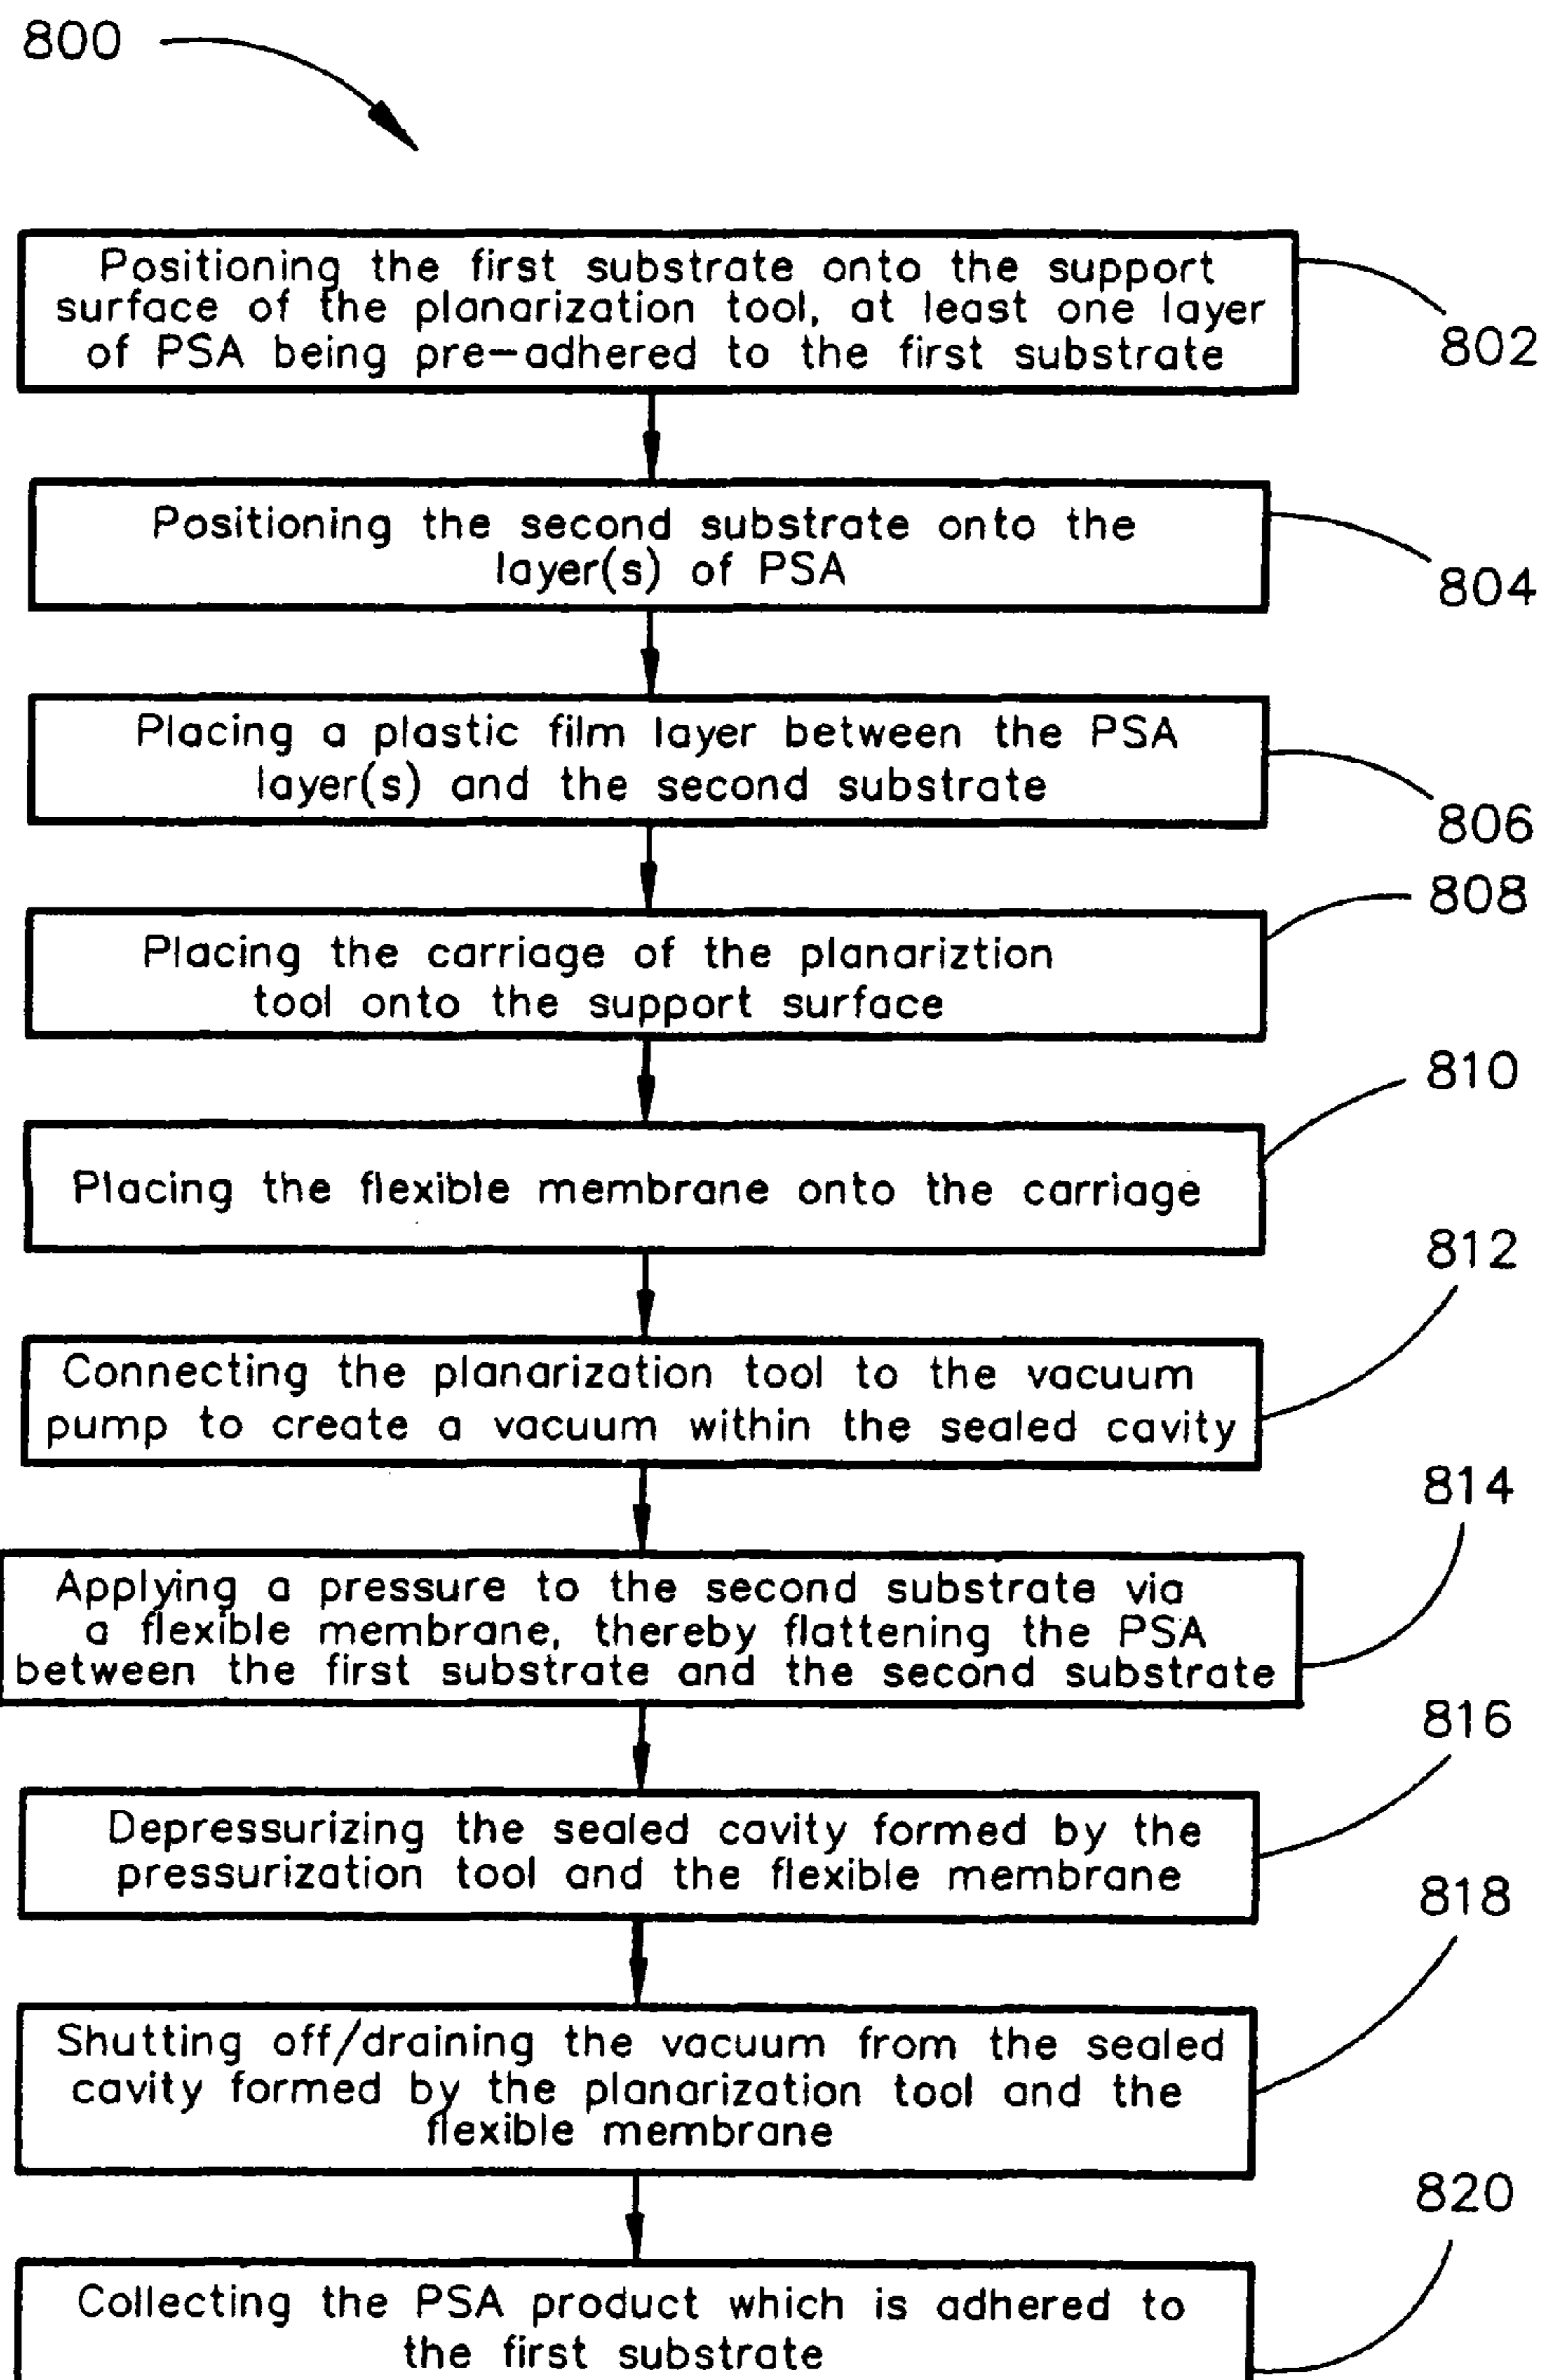 800
Positioning the first substrate onto the support
surface of the planarization tool, at least one layer
of PSA being pre-adhered to the first substrate
802
Positioning the second substrate onto the
layer(s) of PSA
804
Placing a plastic film layer between the PSA
layer(s) and the second substrate
806
808
Placing the carriage of the planariztion
tool onto the support surface
810
Placing the flexible membrane onto the carriage
812
Connecting the planarization tool to the vacuum
pump to create a vacuum within the sealed cavity
814
Applying a pressure to the second substrate via
a flexible membrane, thereby flattening the PSA
between the first substrate and the second substrate
816
Depressurizing the sealed cavity formed by the
pressurization tool and the flexible membrane
818
Shutting off/draining the vacuum from the sealed
cavity formed by the planarization tool and the
flexible membrane
820
Collecting the PSA product which is adhered to
the first substrate